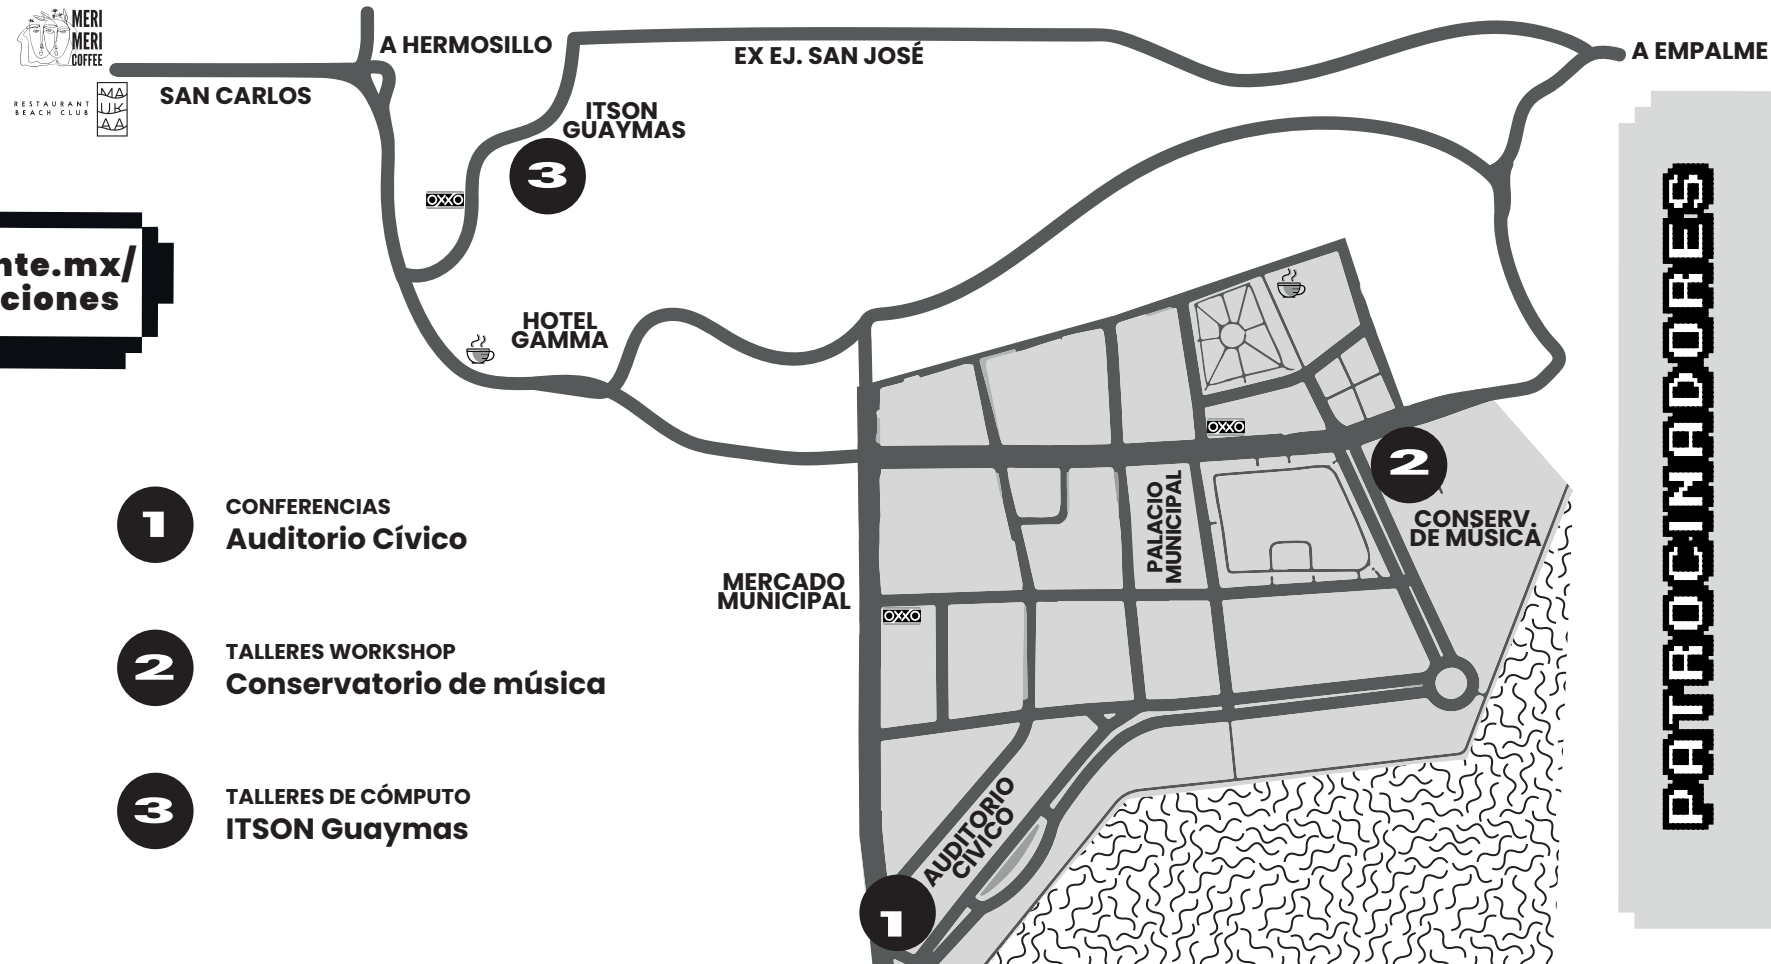 MERI
MERI
COFFEE
RESTAURANT
BEACH CLUB
MA
UK
AA
A HERMOSILLO
SAN CARLOS
EX EJ. SAN JOSÉ
A EMPALME
ITSON
GUAYMAS
3
OXXO
nte.mx/
ciones
HOTEL
GAMMA
OXXO
2
CONSERV.
DE MÚSICA
PALACIO
MUNICIPAL
MERCADO
MUNICIPAL
OXXO
AUDITORIO
CÍVICO
1
1
CONFERENCIAS
Auditorio Cívico
2
TALLERES WORKSHOP
Conservatorio de música
3
TALLERES DE CÓMPUTO
ITSON Guaymas
PATROCINADORES